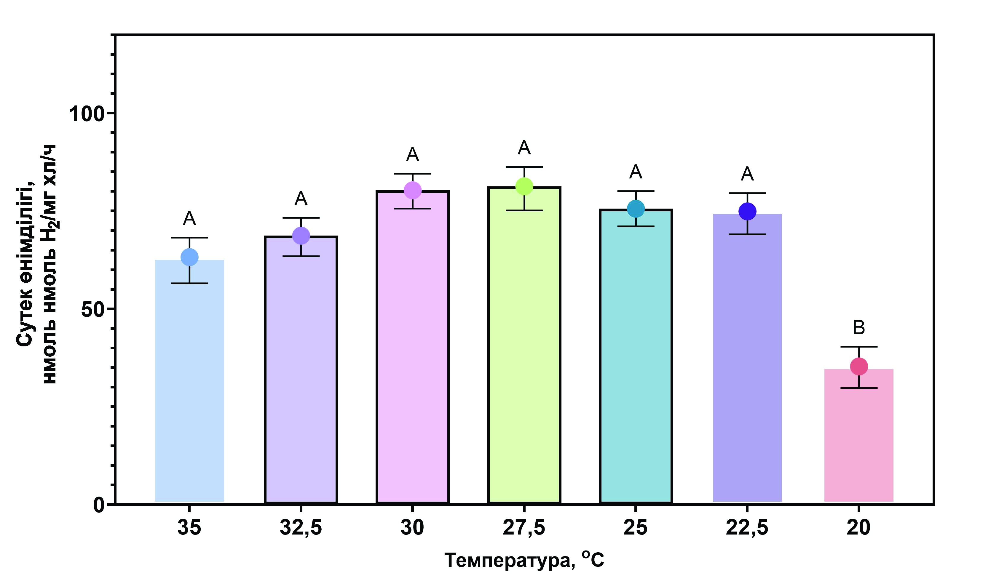 Сутек өнімділігі,
нмоль нмоль H₂/мг хл/ч
100
50
0
A
A
A
A
A
A
B
35
32,5
30
27,5
25
22,5
20
Температура, °C